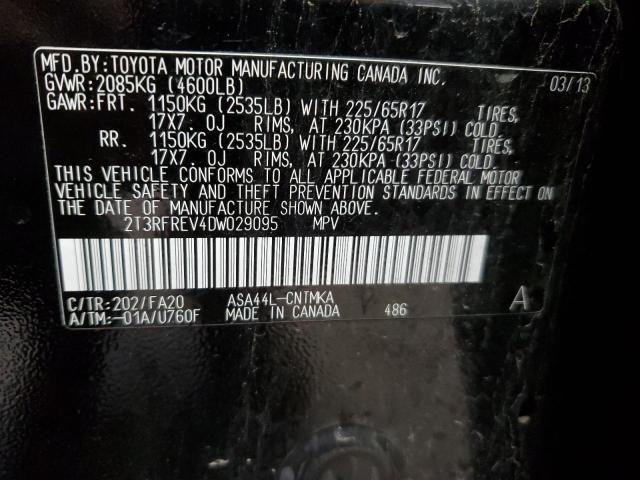 MFD.BY:TOYOTA MOTOR MANUFACTURING CANADA INC. 03/13
GVWR:2085KG (4600LB)
GAWR:FRT. 1150KG (2535LB) WITH 225/65R17 TIRES,
17X7. 0J RIMS, AT 230KPA (33PSI) COLD.
RR. 1150KG (2535LB) WITH 225/65R17 TIRES,
17X7. 0J RIMS, AT 230KPA (33PSI) COLD.
THIS VEHICLE CONFORMS TO ALL APPLICABLE FEDERAL MOTOR
VEHICLE SAFETY AND THEFT PREVENTION STANDARDS IN EFFECT ON
THE DATE OF MANUFACTURE SHOWN ABOVE.
2T3RFREV4DW029095 MPV
C/TR:202/FA20 ASA44L-CNTMKA A
A/TM:-01A/U760F MADE IN CANADA 486